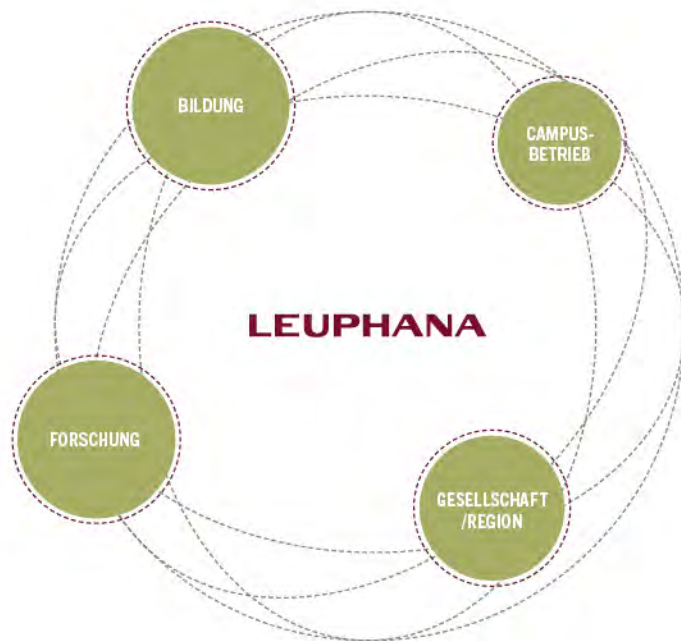 BILDUNG
CAMPUS-
BETRIEB
LEUPHANA
FORSCHUNG
GESELLSCHAFT
/REGION